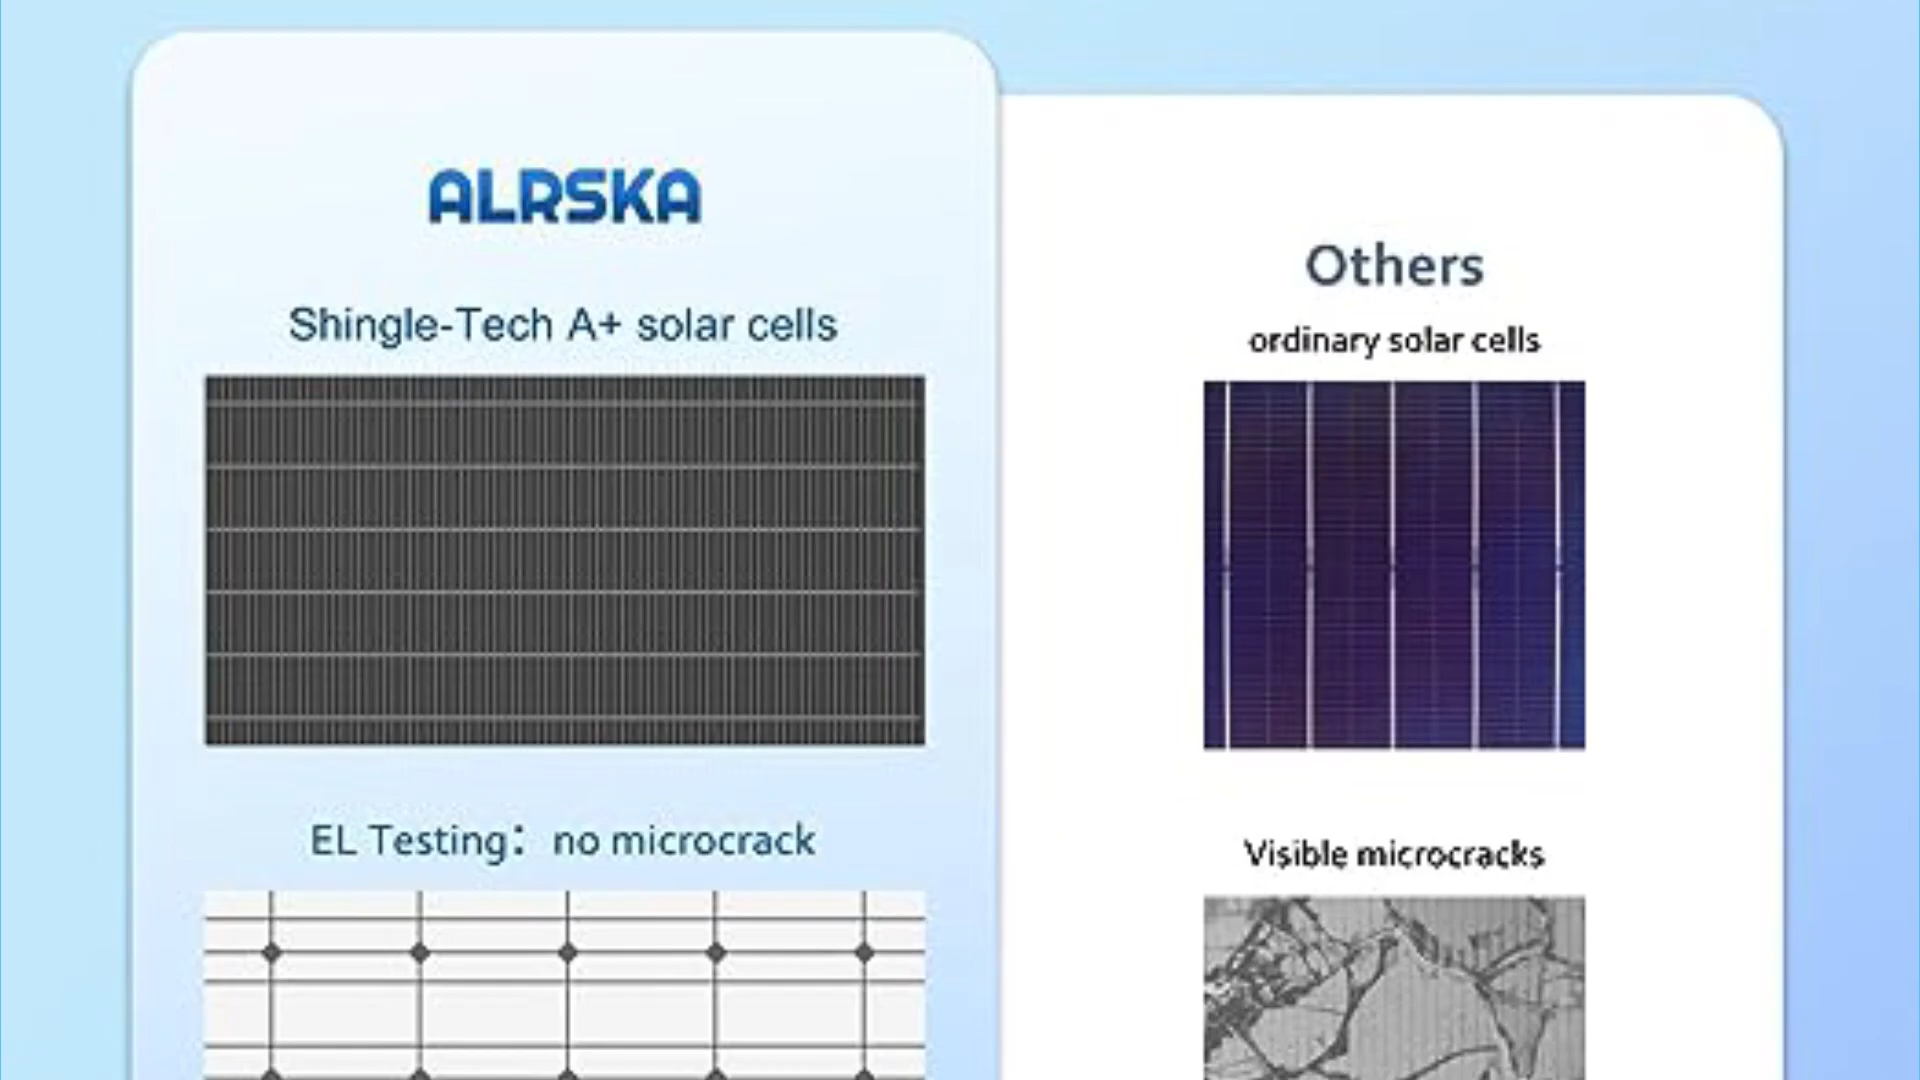 ALRSKA
Shingle-Tech A+ solar cells
EL Testing: no microcrack
Others
ordinary solar cells
Visible microcracks